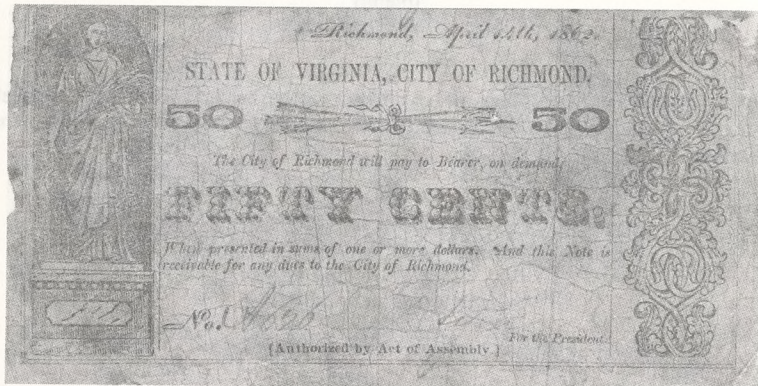 Richmond, April 14th, 1862.
STATE OF VIRGINIA, CITY OF RICHMOND.
50 50
The City of Richmond will pay to Bearer, on demand,
FIFTY CENTS,
When presented in sums of one or more dollars. And this Note is
receivable for any dues to the City of Richmond.
No.
For the President.
(Authorized by Act of Assembly.)